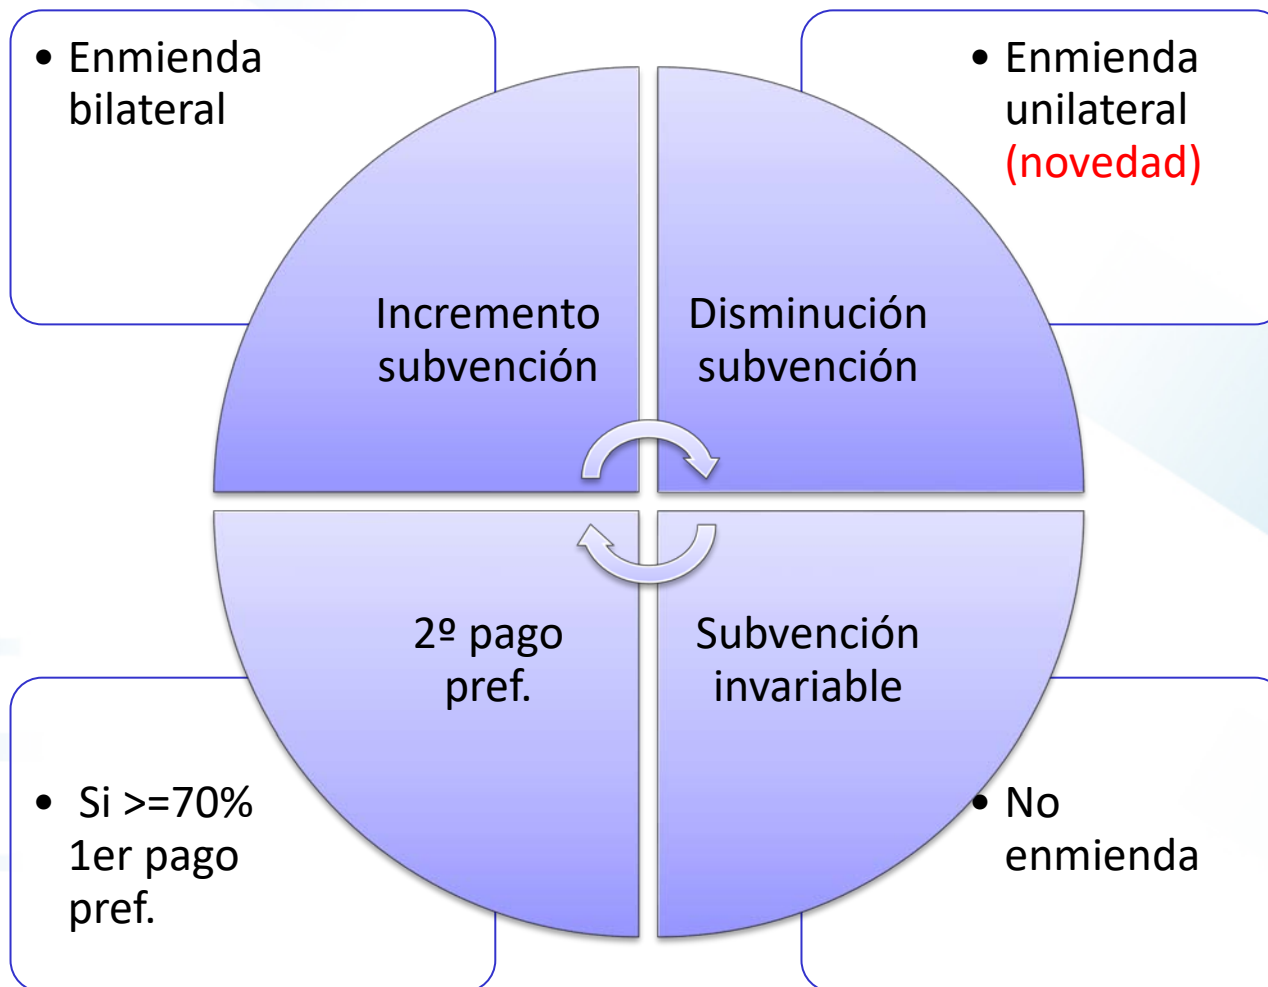 • Enmienda
bilateral
• Enmienda
unilateral
(novedad)
Incremento
subvención
Disminución
subvención
2º pago
pref.
Subvención
invariable
• Si >=70%
1er pago
pref.
• No
enmienda